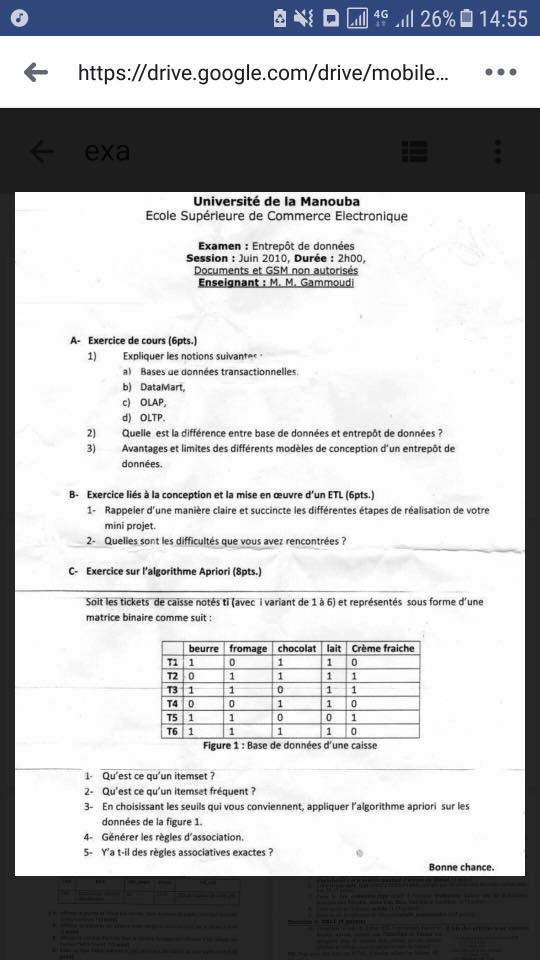 4G 26% 14:55
https://drive.google.com/drive/mobile...
exa
Université de la Manouba
Ecole Supérieure de Commerce Electronique
Examen : Entrepôt de données
Session : Juin 2010, Durée : 2h00,
Documents et GSM non autorisés
Enseignant : M. M. Gammoudi
A- Exercice de cours (6pts.)
1) Expliquer les notions suivantes :
a) Bases de données transactionnelles.
b) DataMart,
c) OLAP,
d) OLTP.
2) Quelle est la différence entre base de données et entrepôt de données ?
3) Avantages et limites des différents modèles de conception d'un entrepôt de
données.
B- Exercice liés à la conception et la mise en œuvre d'un ETL (6pts.)
1- Rappeler d'une manière claire et succincte les différentes étapes de réalisation de votre
mini projet.
2- Quelles sont les difficultés que vous avez rencontrées ?
C- Exercice sur l'algorithme Apriori (8pts.)
Soit les tickets de caisse notés ti (avec i variant de 1 à 6) et représentés sous forme d'une
matrice binaire comme suit :
beurre fromage chocolat lait Crème fraiche
T1 1 0 1 1 0
T2 0 1 1 1 1
T3 1 1 0 1 1
T4 0 0 1 1 0
T5 1 1 0 0 1
T6 1 1 1 1 0
Figure 1 : Base de données d'une caisse
1- Qu'est ce qu'un itemset ?
2- Qu'est ce qu'un itemset fréquent ?
3- En choisissant les seuils qui vous conviennent, appliquer l'algorithme apriori sur les
données de la figure 1.
4- Générer les règles d'association.
5- Y'a t-il des règles associatives exactes ?
Bonne chance.